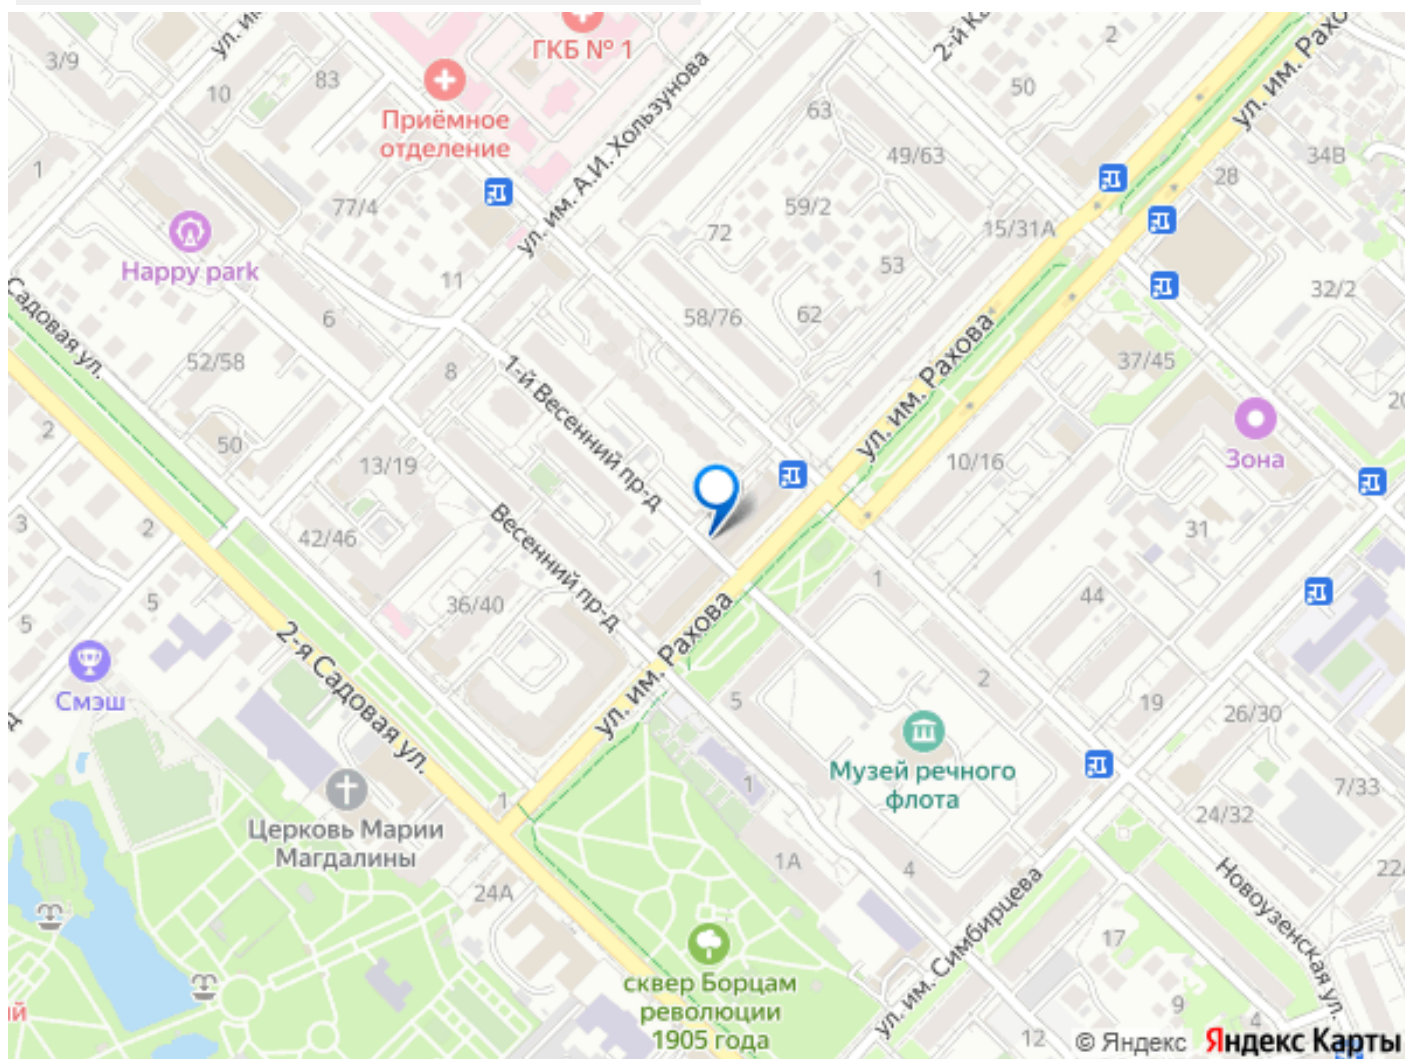 ул. им.
3/9
83
10
ГКБ № 1
Приёмное
отделение
ул. им. А.И. Хользунова
2
50
ул. им. Рахо
63
49/63
34В
28
1
77/4
59/2
15/31А
72
Happy park
11
53
32/2
Садовая ул.
6
58/76
62
ул. им. Рахова
52/58
8
1-й Весенний пр-д
37/45
20
2
50
13/19
10/16
Зона
3
2
42/46
Весенний пр-д
31
5
5
36/40
1
44
2-я Садовая ул.
ул. им. Рахова
2
Смэш
5
19
26/30
Музей речного
флота
1
1
7/33
Церковь Марии
Магдалины
24/32
1А
4
24А
22
ул. им. Симбирцева
Новоузенская ул.
17
сквер Борцам
революции
1905 года
9
4
12
ий
© Яндекс Яндекс Карты